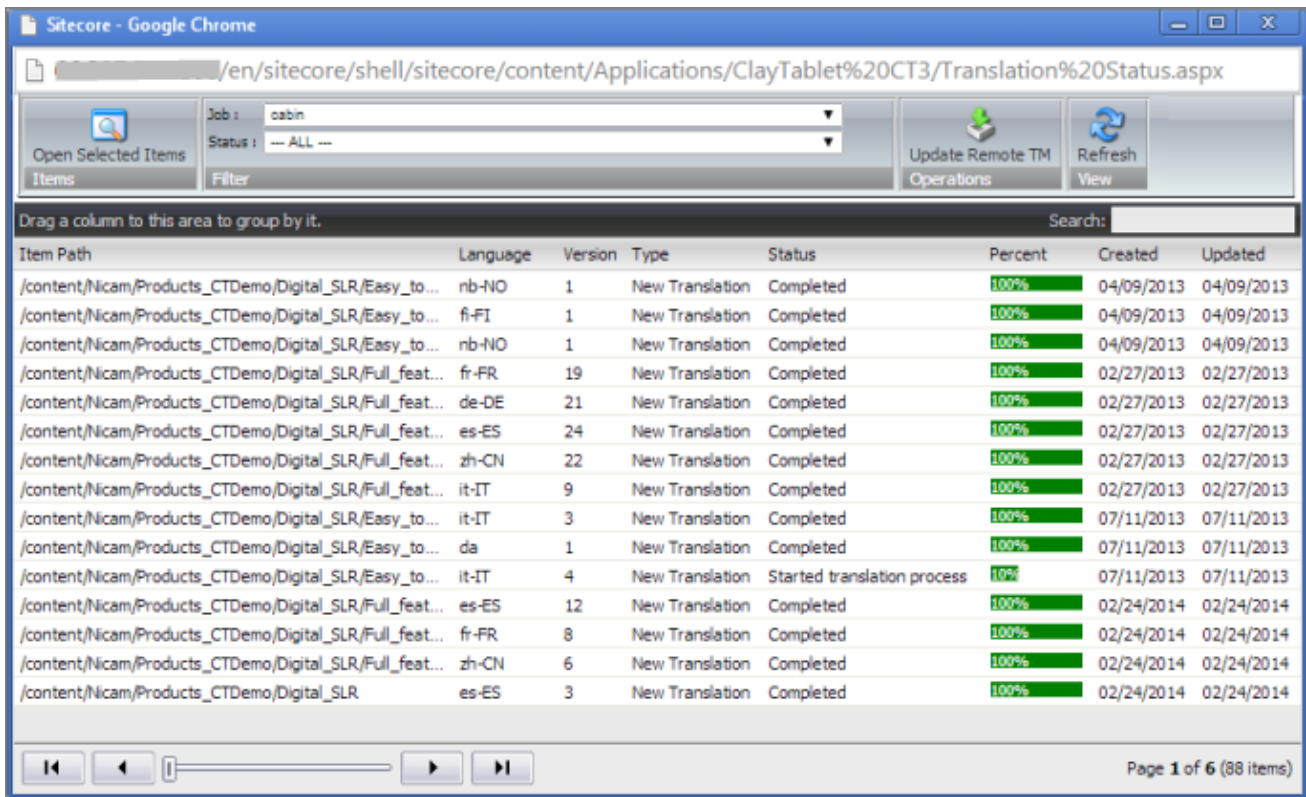 Sitecore - Google Chrome
/en/sitecore/shell/sitecore/content/Applications/ClayTablet%20CT3/Translation%20Status.aspx
Job : cabin
Status : --- ALL ---
Open Selected Items Update Remote TM Refresh
Items Filter Operations View
Drag a column to this area to group by it. Search:
Item Path Language Version Type Status Percent Created Updated
/content/Nicam/Products_CTDemo/Digital_SLR/Easy_to... nb-NO 1 New Translation Completed 100% 04/09/2013 04/09/2013
/content/Nicam/Products_CTDemo/Digital_SLR/Easy_to... fi-FI 1 New Translation Completed 100% 04/09/2013 04/09/2013
/content/Nicam/Products_CTDemo/Digital_SLR/Easy_to... nb-NO 1 New Translation Completed 100% 04/09/2013 04/09/2013
/content/Nicam/Products_CTDemo/Digital_SLR/Full_feat... fr-FR 19 New Translation Completed 100% 02/27/2013 02/27/2013
/content/Nicam/Products_CTDemo/Digital_SLR/Full_feat... de-DE 21 New Translation Completed 100% 02/27/2013 02/27/2013
/content/Nicam/Products_CTDemo/Digital_SLR/Full_feat... es-ES 24 New Translation Completed 100% 02/27/2013 02/27/2013
/content/Nicam/Products_CTDemo/Digital_SLR/Full_feat... zh-CN 22 New Translation Completed 100% 02/27/2013 02/27/2013
/content/Nicam/Products_CTDemo/Digital_SLR/Full_feat... it-IT 9 New Translation Completed 100% 02/27/2013 02/27/2013
/content/Nicam/Products_CTDemo/Digital_SLR/Easy_to... it-IT 3 New Translation Completed 100% 07/11/2013 07/11/2013
/content/Nicam/Products_CTDemo/Digital_SLR/Easy_to... da 1 New Translation Completed 100% 07/11/2013 07/11/2013
/content/Nicam/Products_CTDemo/Digital_SLR/Easy_to... it-IT 4 New Translation Started translation process 10% 07/11/2013 07/11/2013
/content/Nicam/Products_CTDemo/Digital_SLR/Full_feat... es-ES 12 New Translation Completed 100% 02/24/2014 02/24/2014
/content/Nicam/Products_CTDemo/Digital_SLR/Full_feat... fr-FR 8 New Translation Completed 100% 02/24/2014 02/24/2014
/content/Nicam/Products_CTDemo/Digital_SLR/Full_feat... zh-CN 6 New Translation Completed 100% 02/24/2014 02/24/2014
/content/Nicam/Products_CTDemo/Digital_SLR es-ES 3 New Translation Completed 100% 02/24/2014 02/24/2014
Page 1 of 6 (88 items)